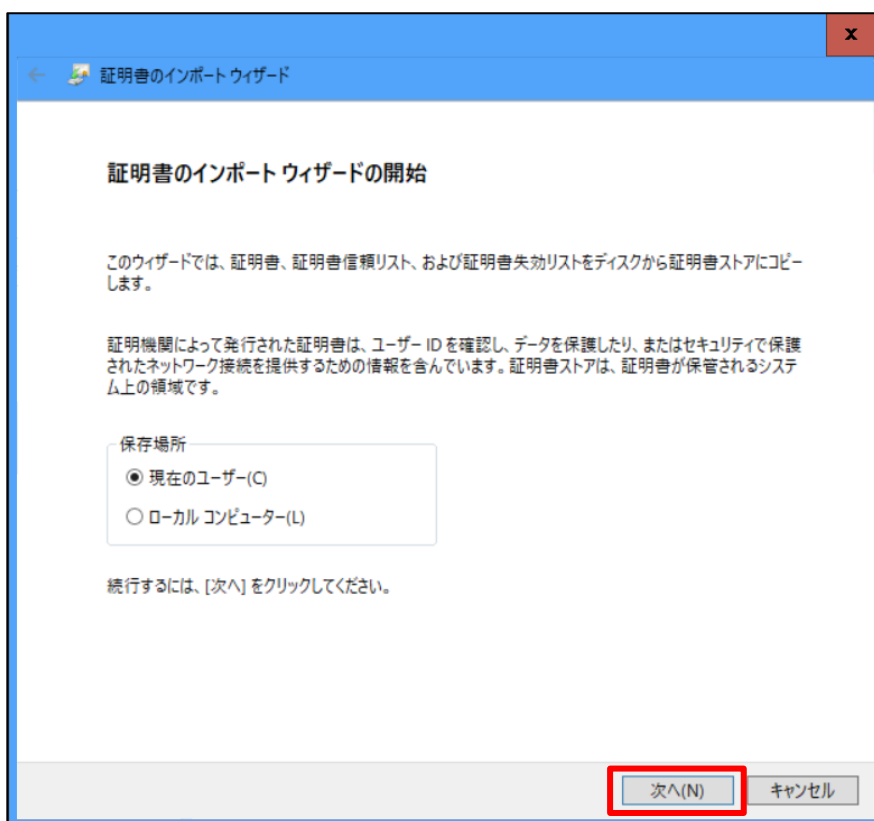 x
証明書のインポート ウィザード
証明書のインポート ウィザードの開始
このウィザードでは、証明書、証明書信頼リスト、および証明書失効リストをディスクから証明書ストアにコピー
します。
証明機関によって発行された証明書は、ユーザー ID を確認し、データを保護したり、またはセキュリティで保護
されたネットワーク接続を提供するための情報を含んでいます。証明書ストアは、証明書が保管されるシステ
ム上の領域です。
保存場所
現在のユーザー(C)
ローカル コンピューター(L)
続行するには、[次へ] をクリックしてください。
次へ(N)
キャンセル